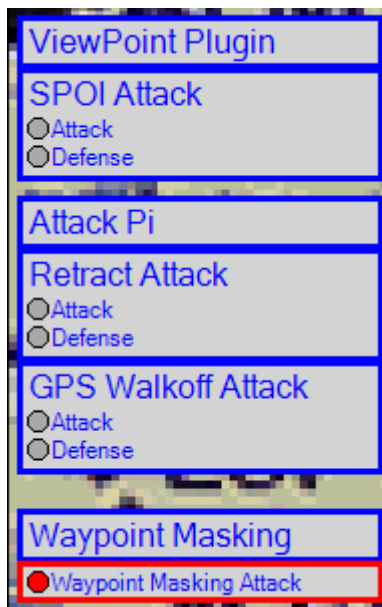 ViewPoint Plugin
SPOI Attack
Attack
Defense
Attack Pi
Retract Attack
Attack
Defense
GPS Walkoff Attack
Attack
Defense
Waypoint Masking
Waypoint Masking Attack